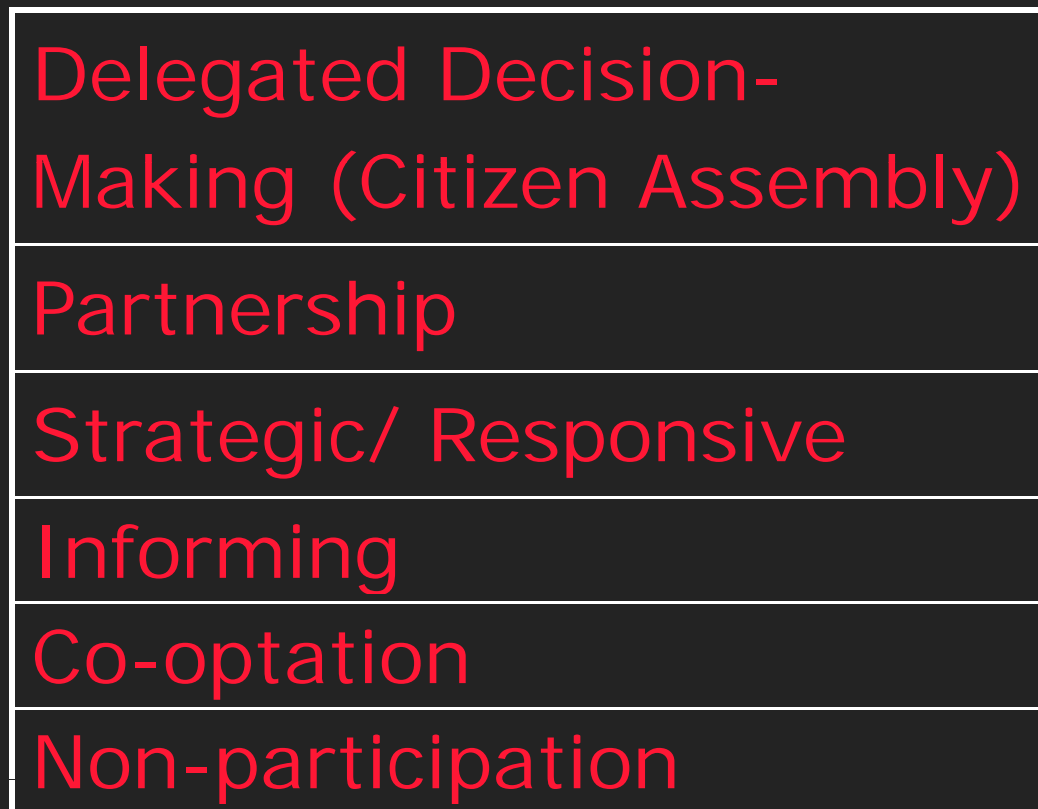 Delegated Decision-
Making (Citizen Assembly)
Partnership
Strategic/ Responsive
Informing
Co-optation
Non-participation